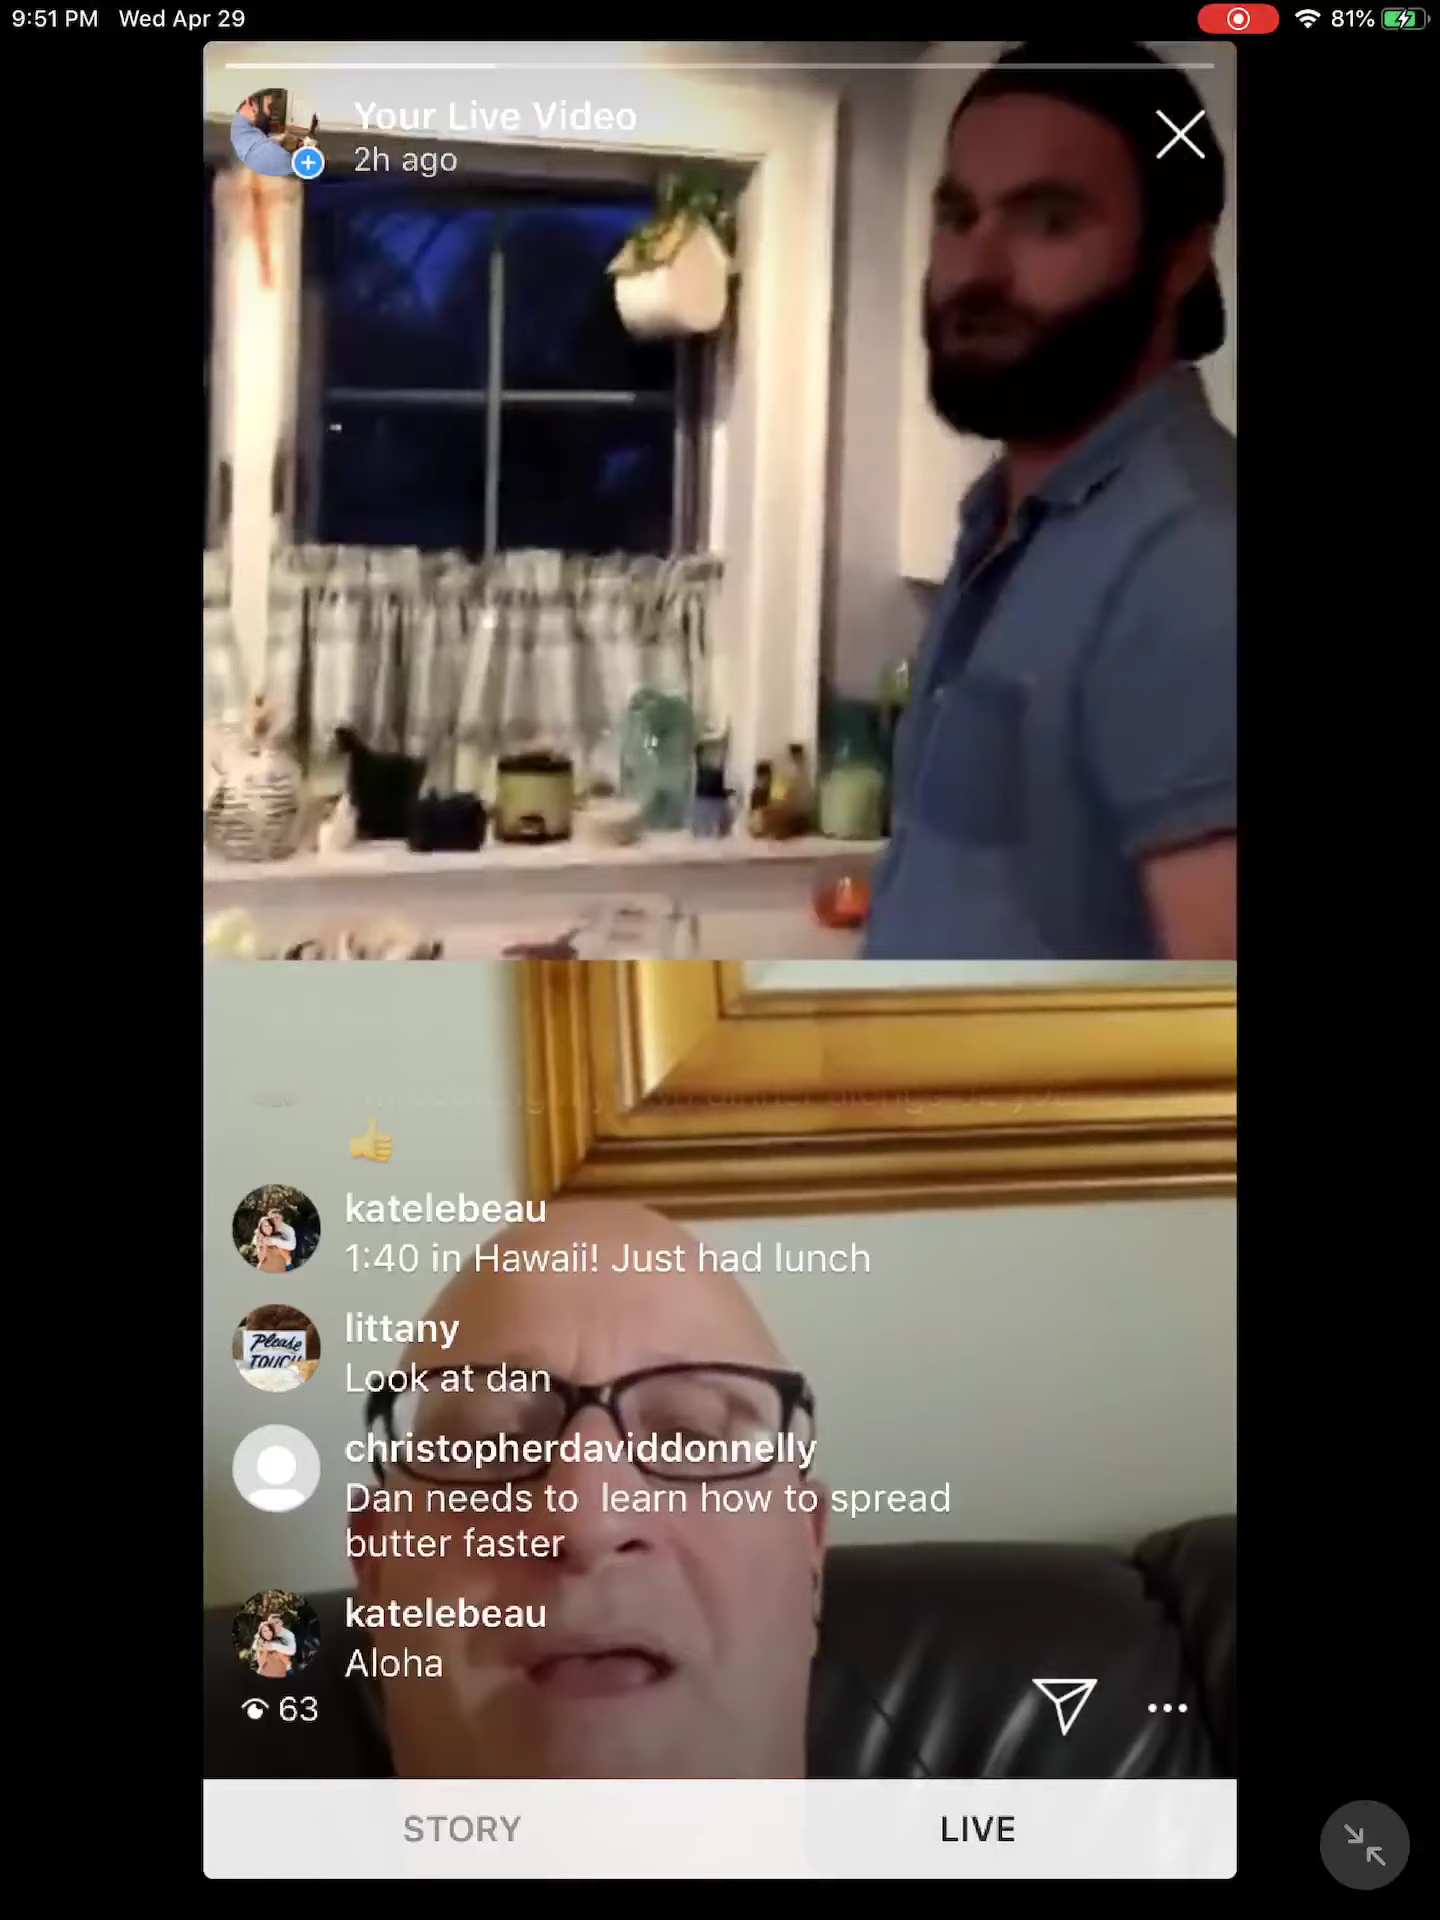 9:51 PM Wed Apr 29
81%
Your Live Video
2h ago
katelebeau
1:40 in Hawaii! Just had lunch
littany
Please
TOUCH
Look at dan
christopherdaviddonnelly
Dan needs to  learn how to spread
butter faster
katelebeau
Aloha
63
STORY
LIVE